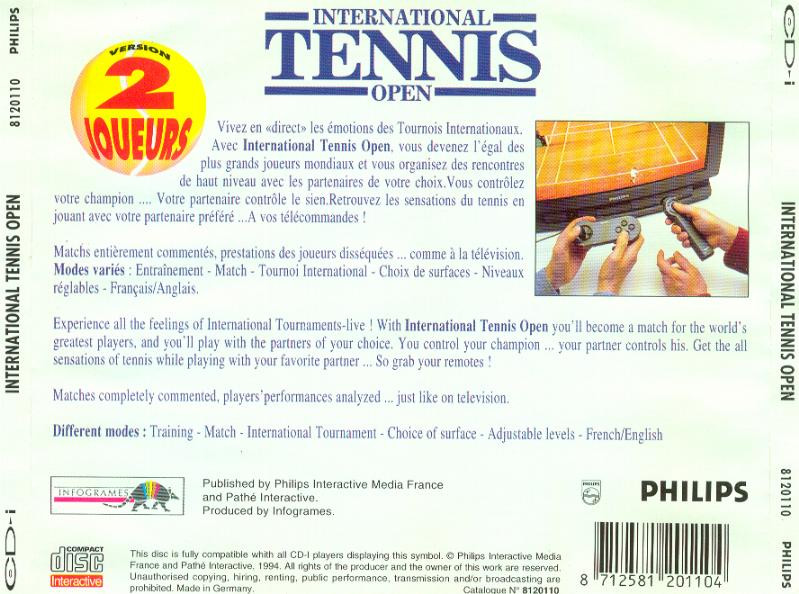 INTERNATIONAL
TENNIS
OPEN
VERSION
2
JOUEURS
Vivez en «direct» les émotions des Tournois Internationaux.
Avec International Tennis Open, vous devenez l'égal des
plus grands joueurs mondiaux et vous organisez des rencontres
de haut niveau avec les partenaires de votre choix.Vous contrôlez
votre champion .... Votre partenaire contrôle le sien.Retrouvez les sensations du tennis en
jouant avec votre partenaire préféré ...A vos télécommandes !
Matchs entièrement commentés, prestations des joueurs disséquées ... comme à la télévision.
Modes variés : Entraînement - Match - Tournoi International - Choix de surfaces - Niveaux
réglables - Français/Anglais.
Experience all the feelings of International Tournaments-live ! With International Tennis Open you'll become a match for the world's
greatest players, and you'll play with the partners of your choice. You control your champion ... your partner controls his. Get the all
sensations of tennis while playing with your favorite partner ... So grab your remotes !
Matches completely commented, players'performances analyzed ... just like on television.
Different modes : Training - Match - International Tournament - Choice of surface - Adjustable levels - French/English
INFOGRAMES
Published by Philips Interactive Media France
and Pathé Interactive.
Produced by Infogrames.
PHILIPS
PHILIPS
COMPACT
disc
Interactive
This disc is fully compatible whith all CD-I players displaying this symbol. © Philips Interactive Media
France and Pathé Interactive, 1994. All rights of the producer and the owner of this work are reserved.
Unauthorised copying, hiring, renting, public performance, transmission and/or broadcasting are
prohibited. Made in Germany. Catalogue N° 8120110
8 712581 201104
CD-i
INTERNATIONAL TENNIS OPEN
8120110 PHILIPS
CD-i
INTERNATIONAL TENNIS OPEN
8120110 PHILIPS